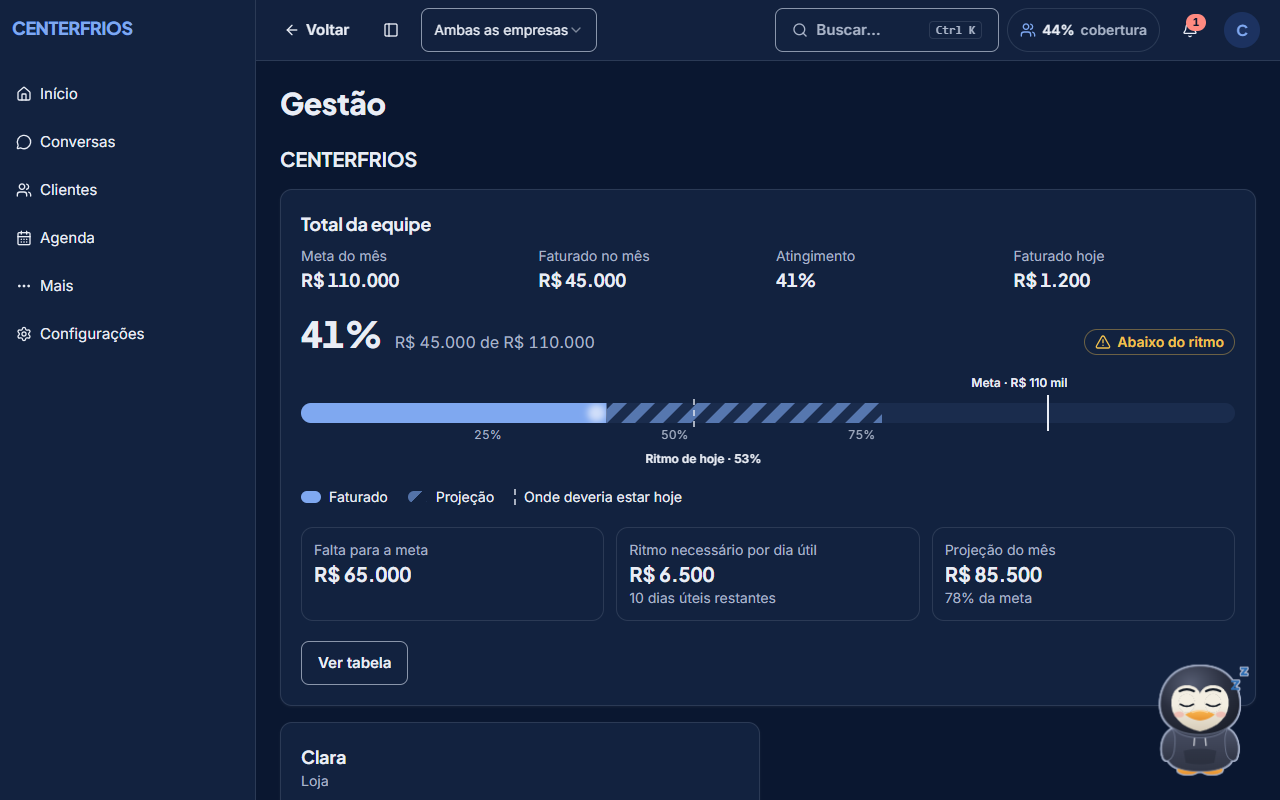 CENTERFRIOS
Voltar
Ambas as empresas
Buscar...
Ctrl K
44% cobertura
1
C
Início
Conversas
Clientes
Agenda
Mais
Configurações
Gestão
CENTERFRIOS
Total da equipe
Meta do mês
R$ 110.000
Faturado no mês
R$ 45.000
Atingimento
41%
Faturado hoje
R$ 1.200
41% R$ 45.000 de R$ 110.000
Abaixo do ritmo
Meta · R$ 110 mil
25% 50% 75%
Ritmo de hoje · 53%
Faturado Projeção Onde deveria estar hoje
Falta para a meta
R$ 65.000
Ritmo necessário por dia útil
R$ 6.500
10 dias úteis restantes
Projeção do mês
R$ 85.500
78% da meta
Ver tabela
z
z
Clara
Loja